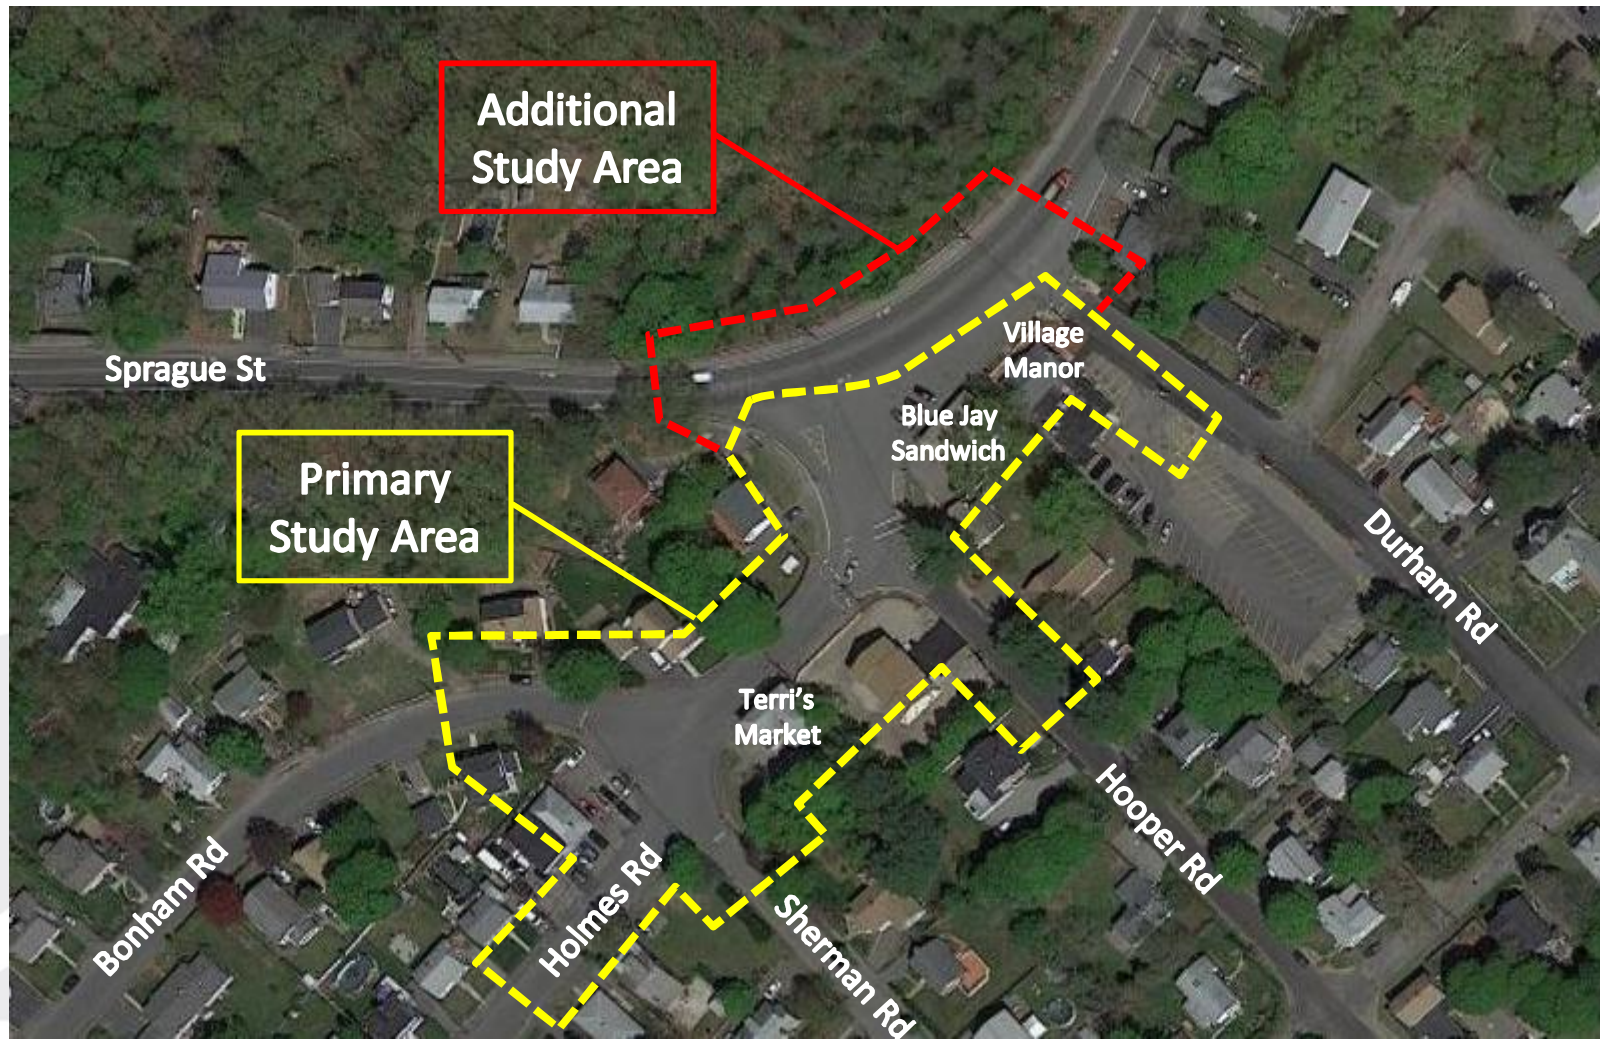 Additional
Study Area
Village
Manor
Sprague St
Blue Jay
Sandwich
Primary
Study Area
Durham Rd
Terri's
Market
Hooper Rd
Bonham Rd
Holmes Rd
Sherman Rd